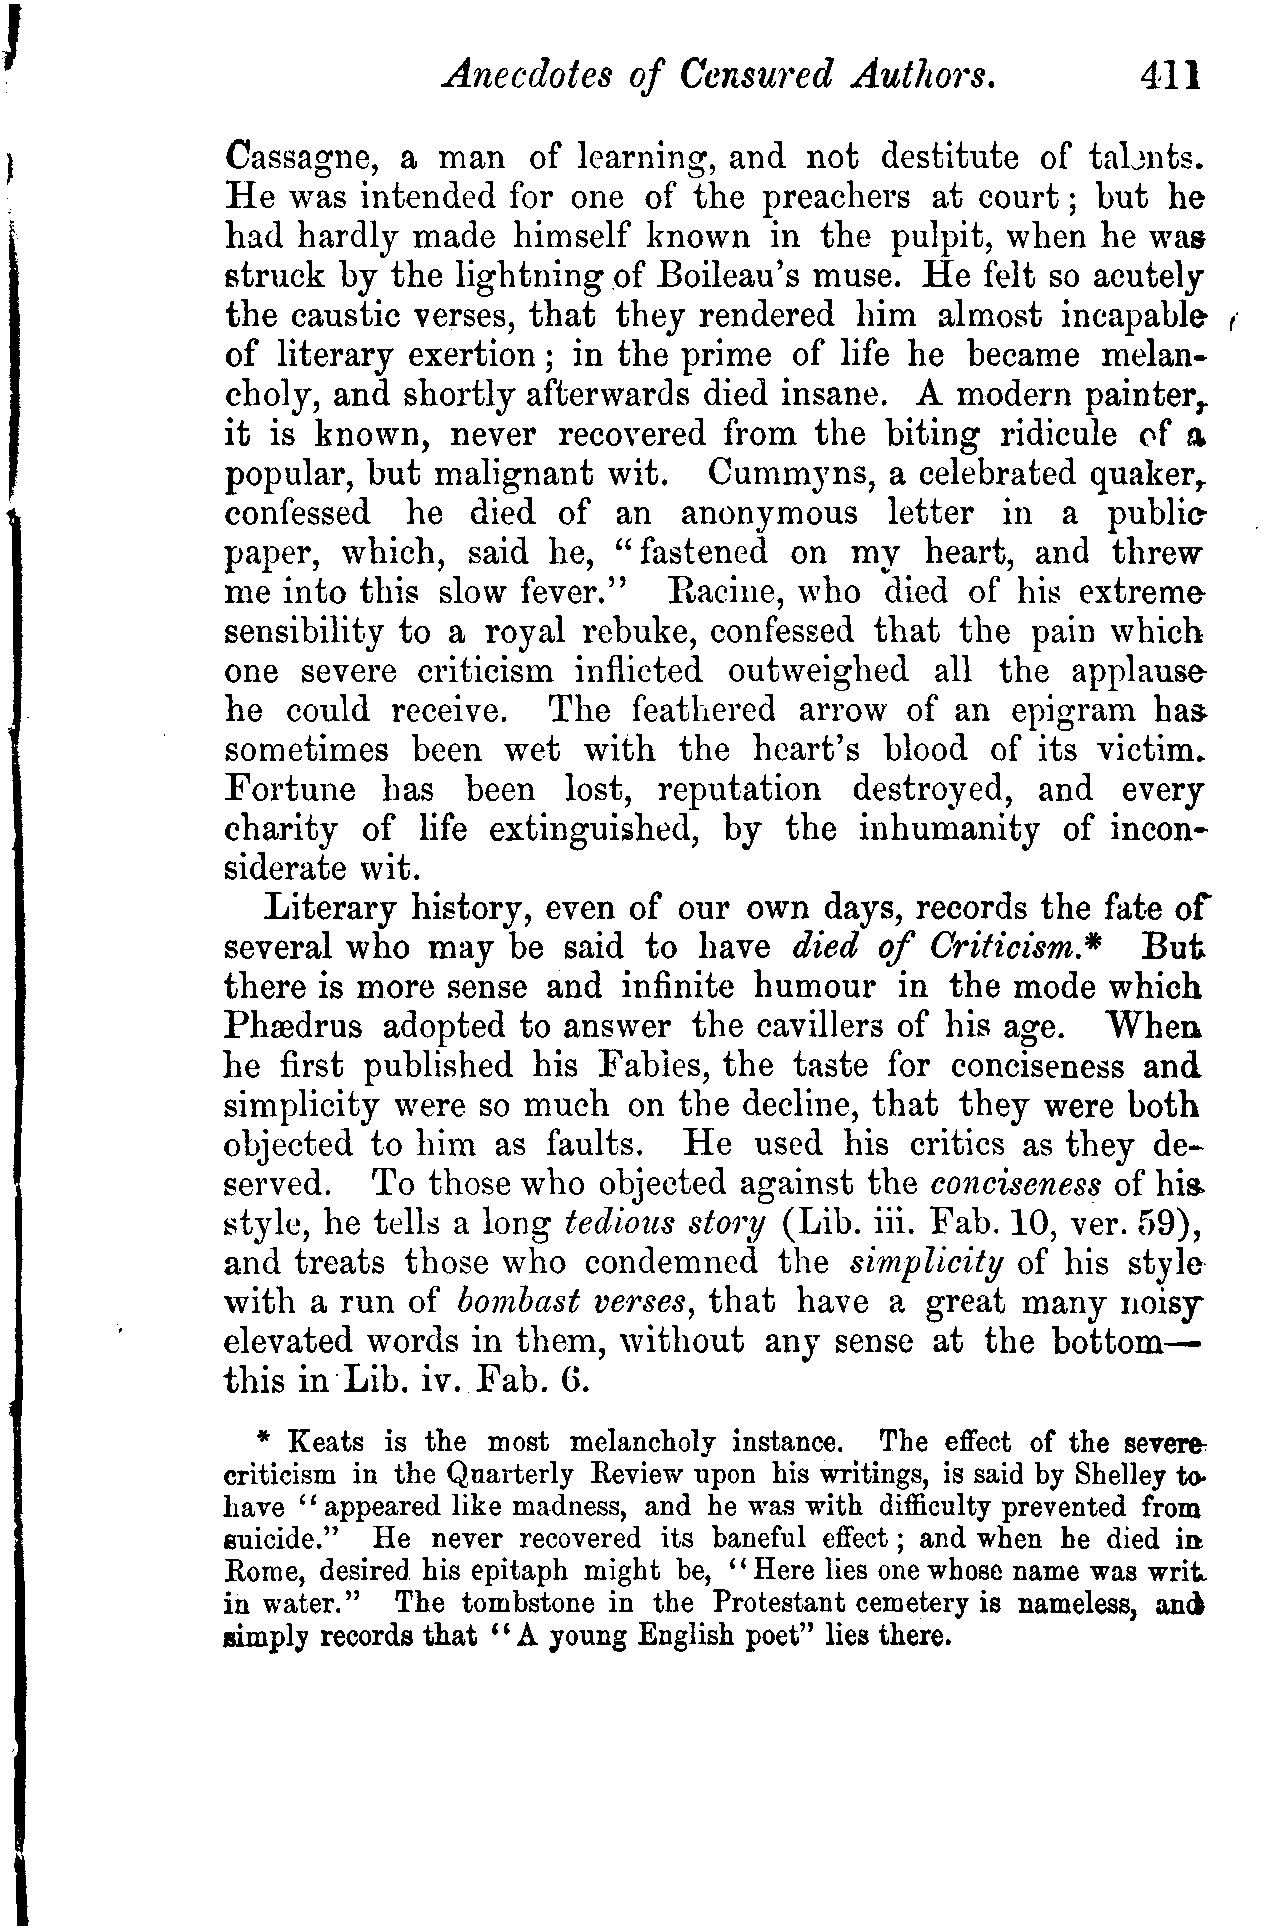 Anecdotes of Censured Authors. 411
Cassagne, a man of learning, and not destitute of talents.
He was intended for one of the preachers at court; but he
had hardly made himself known in the pulpit, when he was
struck by the lightning of Boileau's muse. He felt so acutely
the caustic verses, that they rendered him almost incapable
of literary exertion; in the prime of life he became melan-
choly, and shortly afterwards died insane. A modern painter,
it is known, never recovered from the biting ridicule of a
popular, but malignant wit. Cummyns, a celebrated quaker,
confessed he died of an anonymous letter in a public
paper, which, said he, "fastened on my heart, and threw
me into this slow fever." Racine, who died of his extreme
sensibility to a royal rebuke, confessed that the pain which
one severe criticism inflicted outweighed all the applause
he could receive. The feathered arrow of an epigram has
sometimes been wet with the heart's blood of its victim.
Fortune has been lost, reputation destroyed, and every
charity of life extinguished, by the inhumanity of incon-
siderate wit.
Literary history, even of our own days, records the fate of
several who may be said to have died of Criticism.* But
there is more sense and infinite humour in the mode which
Phædrus adopted to answer the cavillers of his age. When
he first published his Fables, the taste for conciseness and
simplicity were so much on the decline, that they were both
objected to him as faults. He used his critics as they de-
served. To those who objected against the conciseness of his
style, he tells a long tedious story (Lib. iii. Fab. 10, ver. 59),
and treats those who condemned the simplicity of his style
with a run of bombast verses, that have a great many noisy
elevated words in them, without any sense at the bottom—
this in Lib. iv. Fab. 6.
* Keats is the most melancholy instance. The effect of the severe
criticism in the Quarterly Review upon his writings, is said by Shelley to
have "appeared like madness, and he was with difficulty prevented from
suicide." He never recovered its baneful effect; and when he died in
Rome, desired his epitaph might be, "Here lies one whose name was writ
in water." The tombstone in the Protestant cemetery is nameless, and
simply records that "A young English poet" lies there.